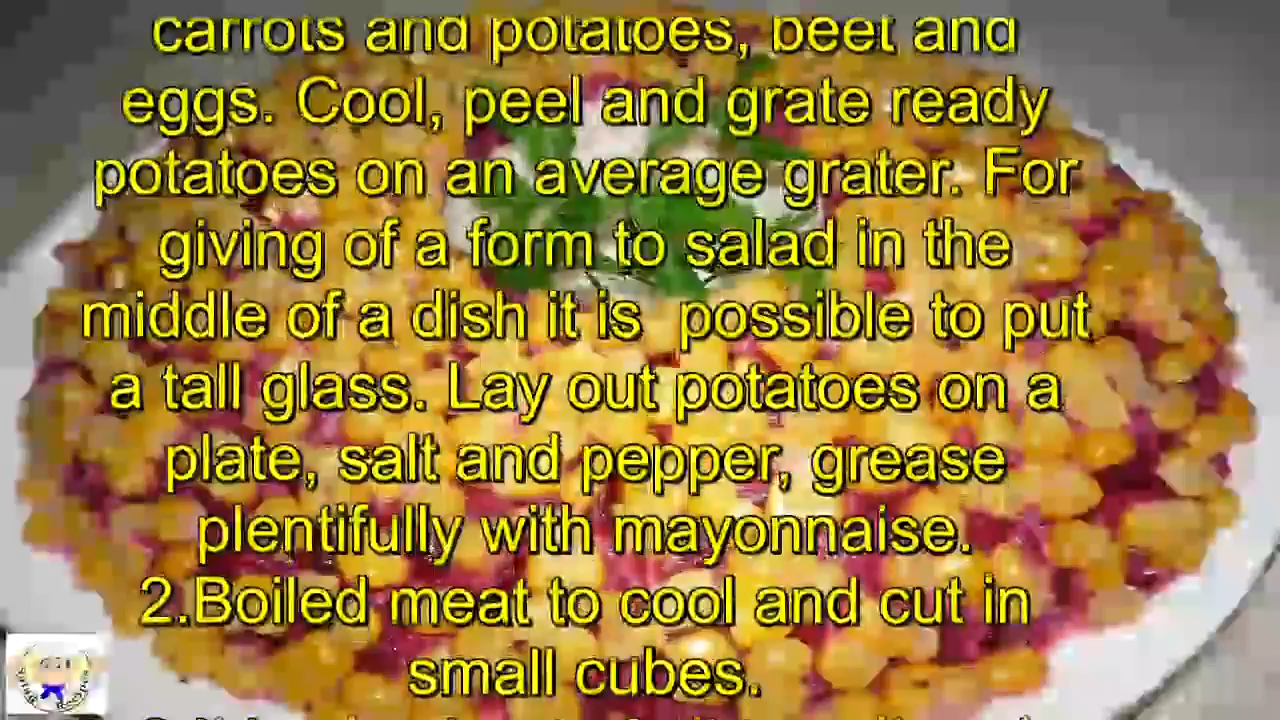 carrots and potatoes, beet and
eggs. Cool, peel and grate ready
potatoes on an average grater. For
giving of a form to salad in the
middle of a dish it is  possible to put
a tall glass. Lay out potatoes on a
plate, salt and pepper, grease
plentifully with mayonnaise.
2.Boiled meat to cool and cut in
small cubes.